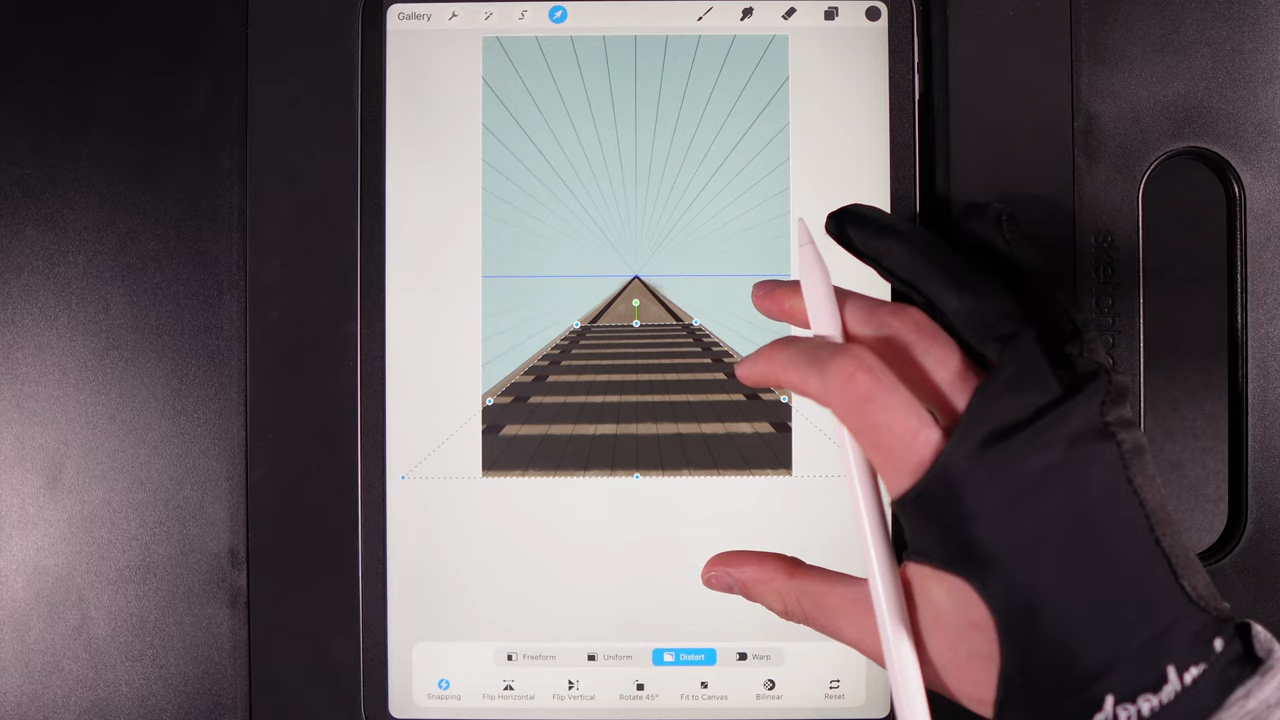 Gallery
Freeform Uniform Distort Warp
Snapping Flip Horizontal Flip Vertical Rotate 45° Fit to Canvas Bilinear Reset